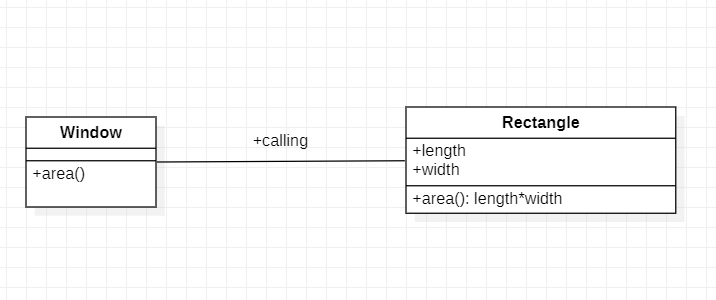 Window
+area()
+calling
Rectangle
+length
+width
+area(): length*width